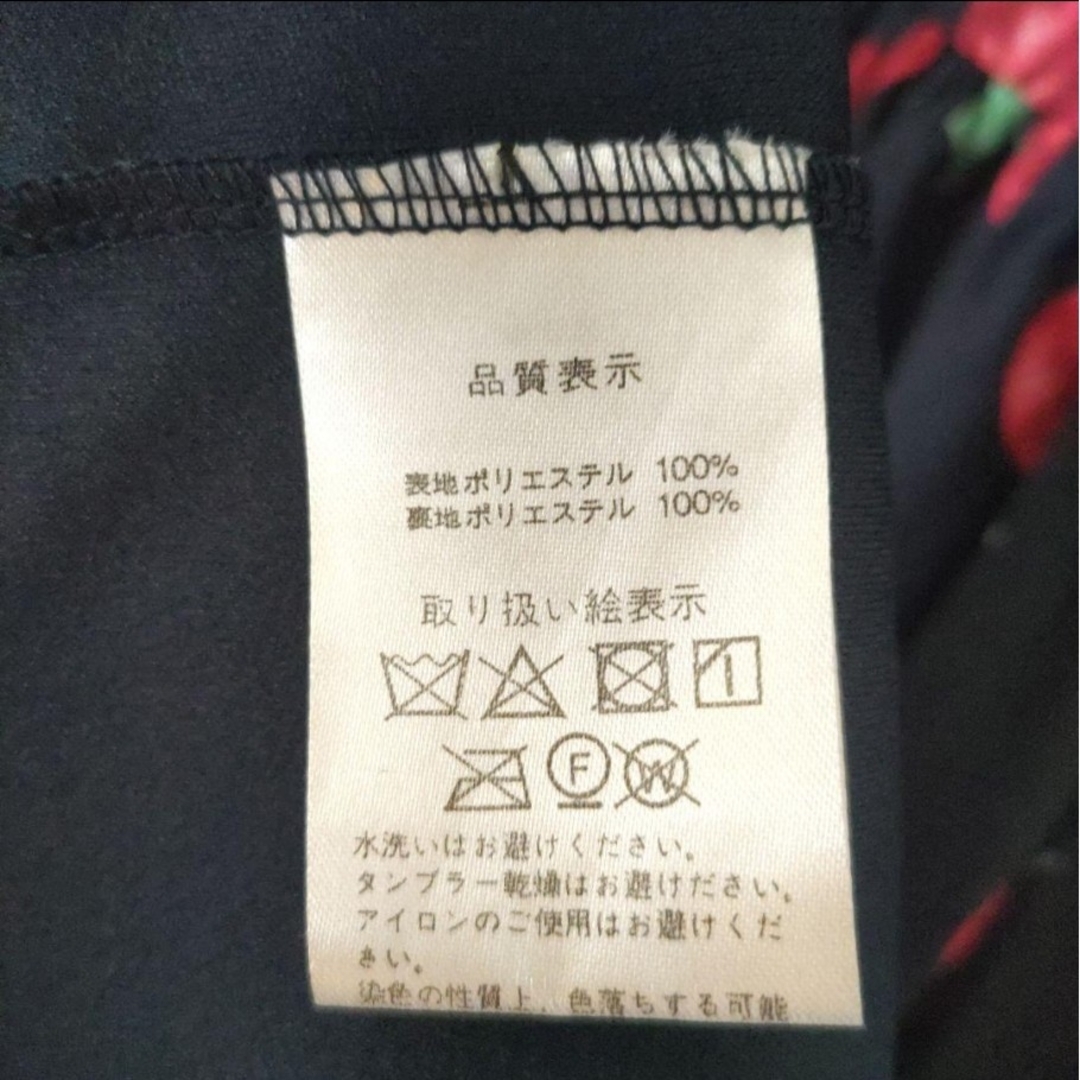 品質表示
表地ポリエステル 100%
裏地ポリエステル 100%
取り扱い絵表示
F W
水洗いはお避けください。
タンブラー乾燥はお避けださい。
アイロンのご使用はお避けくだ
さい。
染色の性質上、色落ちする可能